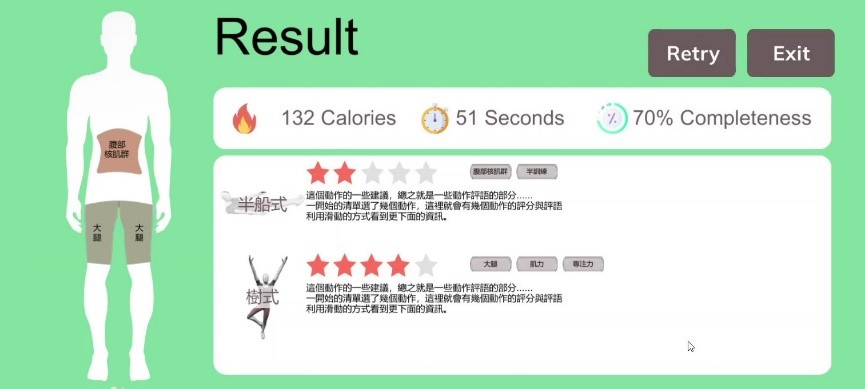 Result
Retry
Exit
132 Calories
51 Seconds
70% Completeness
腹部
核肌群
大
腿
大
腿
半船式
腹部核肌群
半訓練
這個動作的一些建議，總之就是一些動作評語的部分......
一開始的清單選了幾個動作，這裡就會有幾個動作的評分與評語
利用滑動的方式看到更下面的資訊。
樹式
大腿
肌力
專注力
這個動作的一些建議，總之就是一些動作評語的部分......
一開始的清單選了幾個動作，這裡就會有幾個動作的評分與評語
利用滑動的方式看到更下面的資訊。